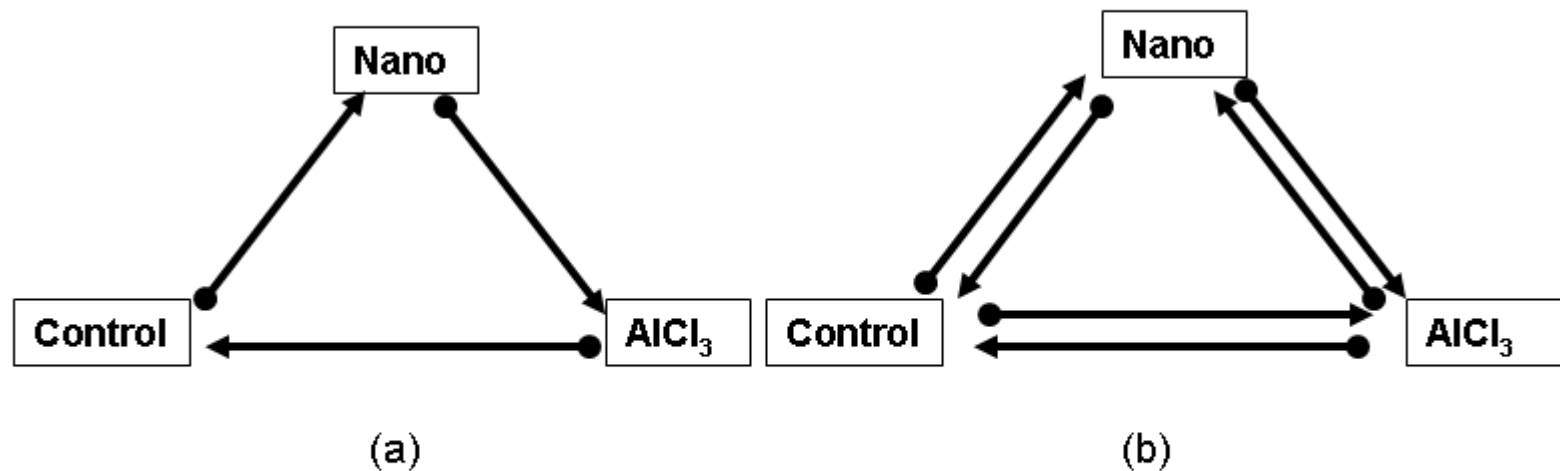 Nano
Control
AlCl₃
(a)
Nano
Control
AlCl₃
(b)